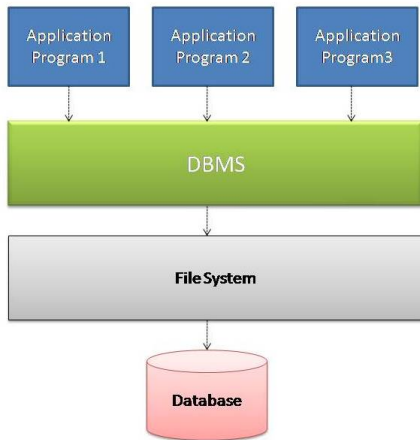 Application
Program 1
Application
Program 2
Application
Program3
DBMS
File System
Database